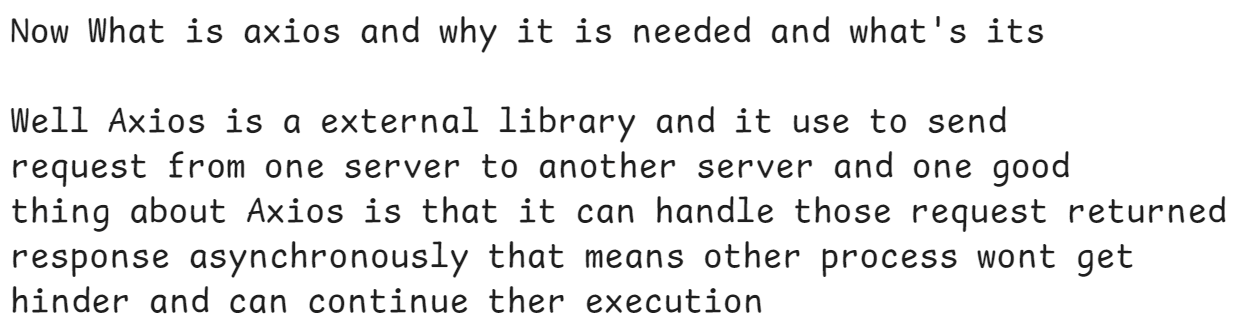 Now What is axios and why it is needed and what's its
Well Axios is a external library and it use to send
request from one server to another server and one good
thing about Axios is that it can handle those request returned
response asynchronously that means other process wont get
hinder and can continue ther execution